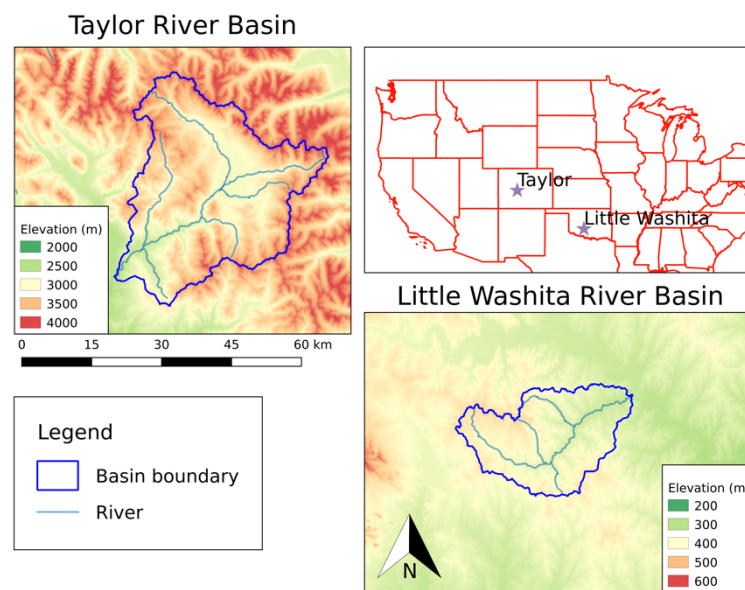 Taylor River Basin
Elevation (m)
2000
2500
3000
3500
4000
0 15 30 45 60 km
Taylor
Little Washita
Little Washita River Basin
Elevation (m
200
300
400
500
600
N
Legend
Basin boundary
River